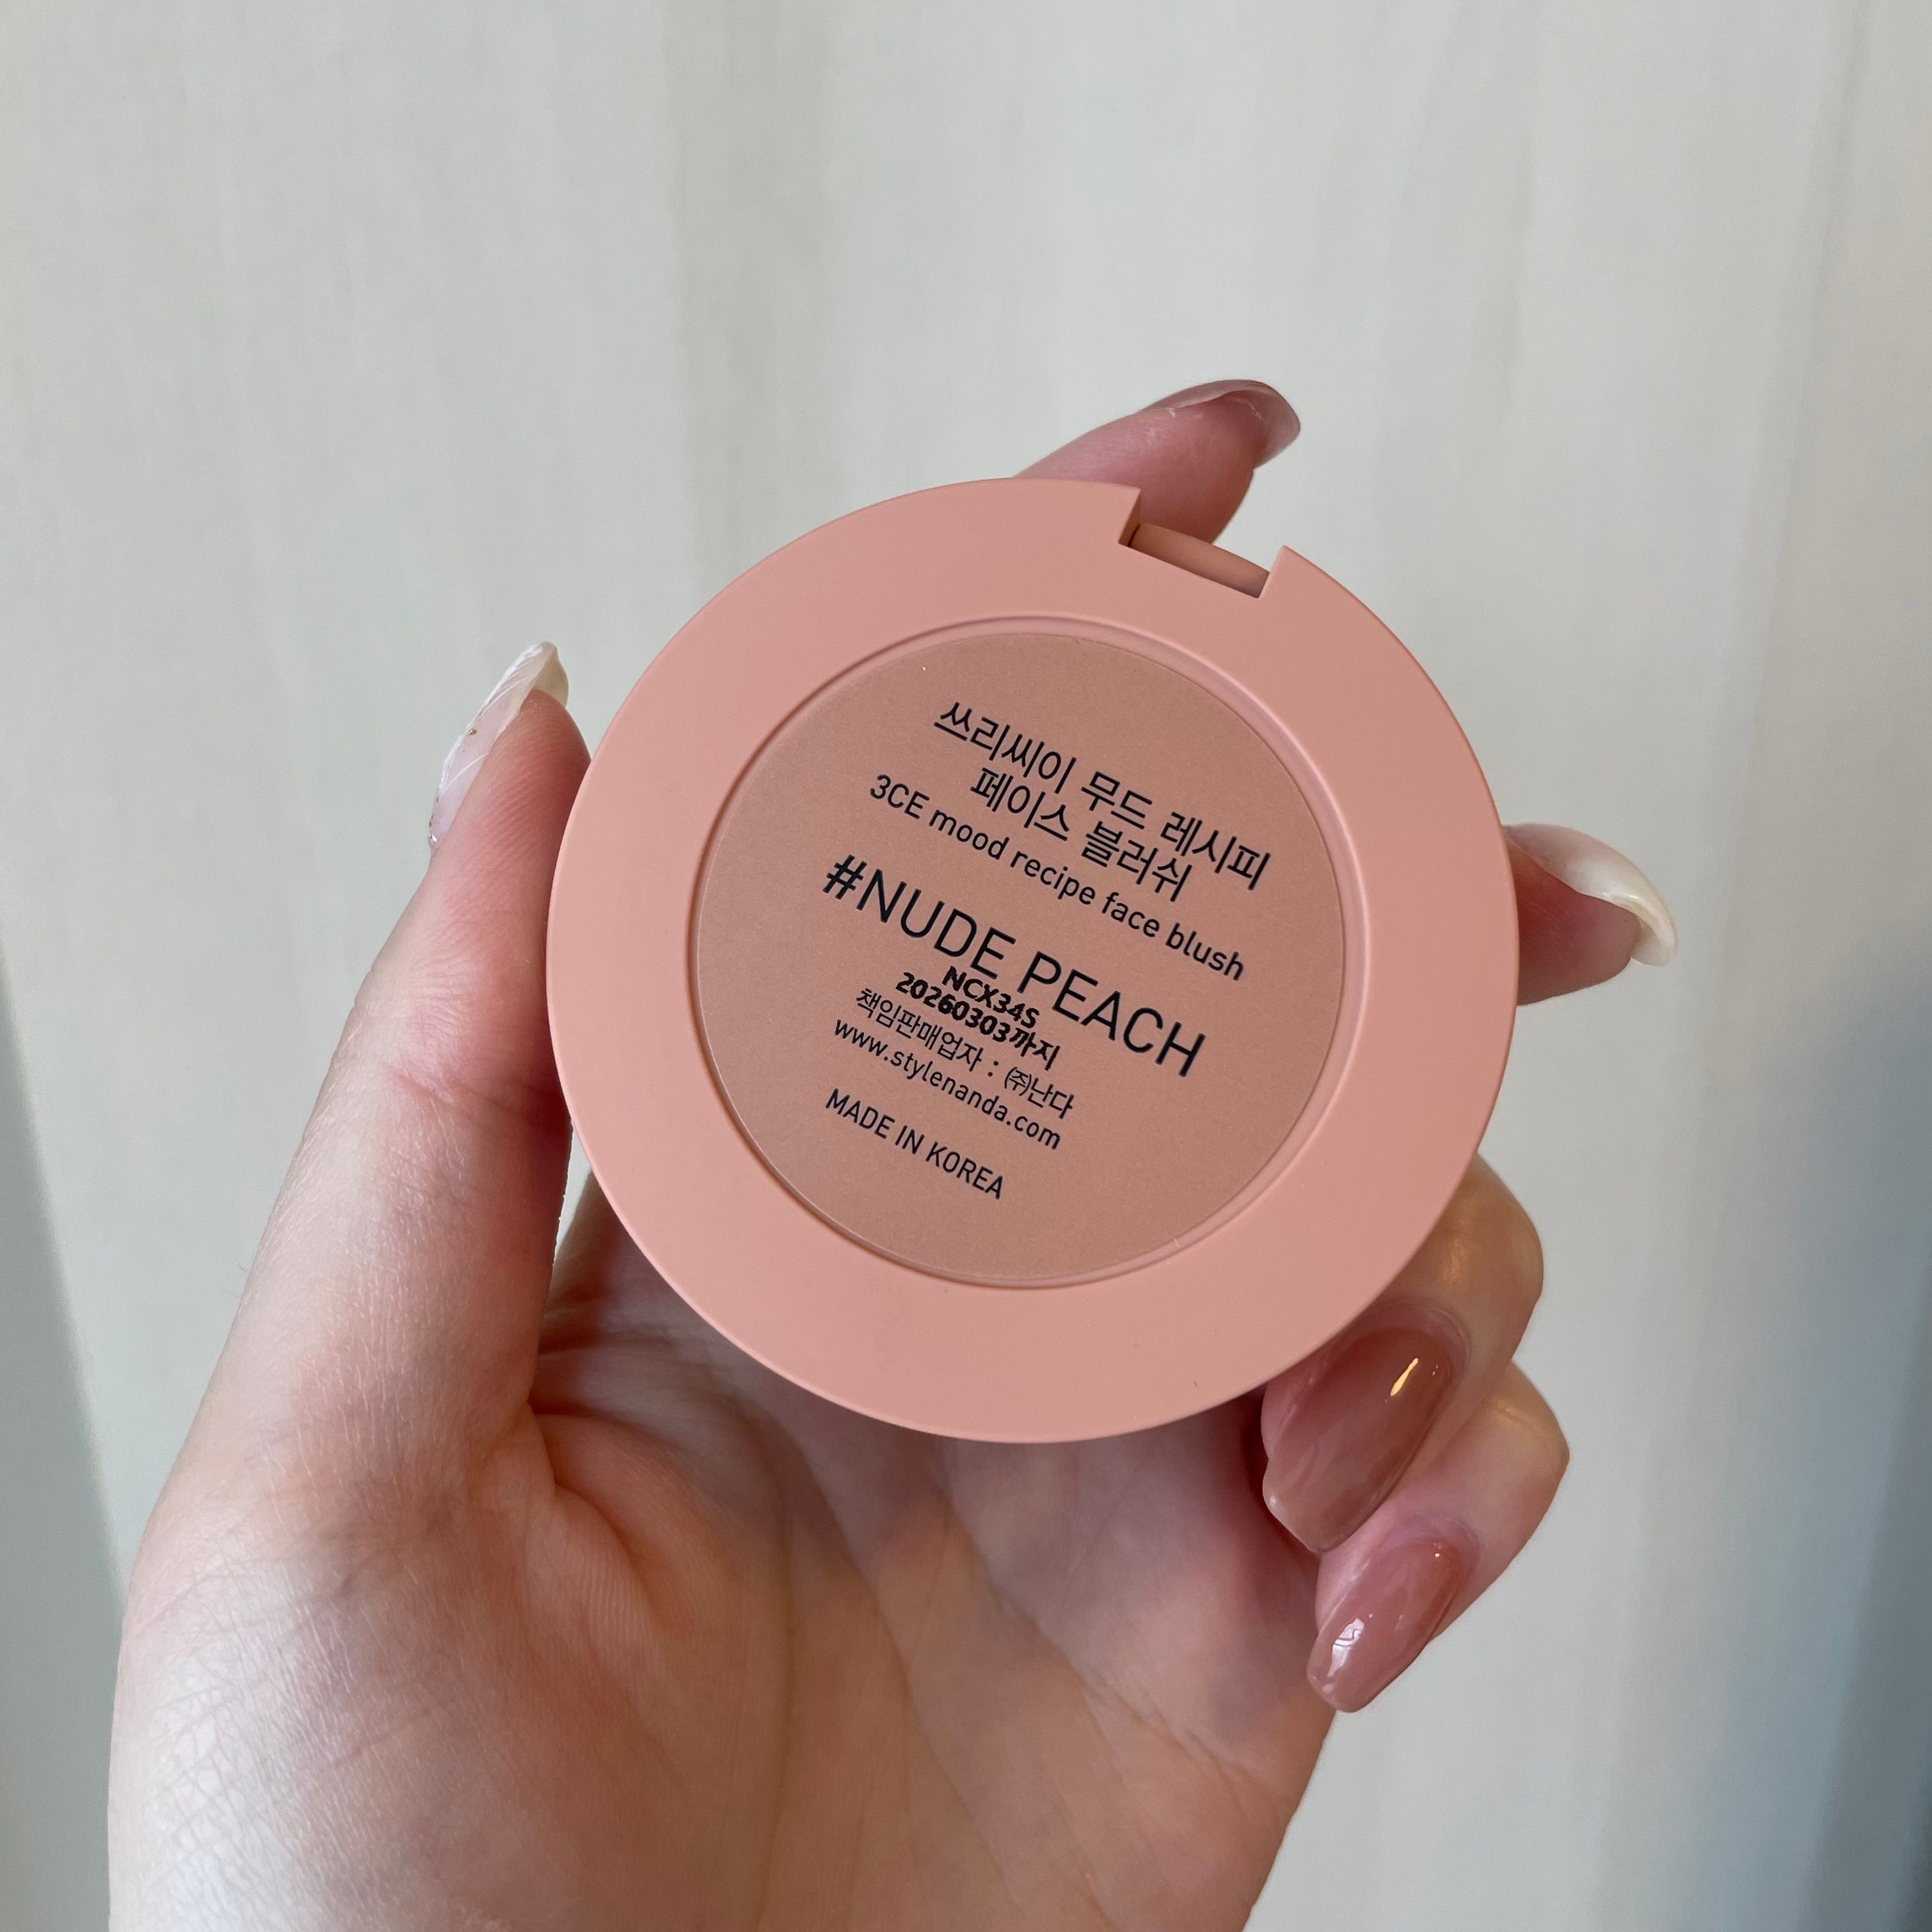 쓰리씨이 무드 레시피
페이스 블러쉬
3CE mood recipe face blush
#NUDE PEACH
NCX34S
20260303까지
책임판매업자 : ㈜난다
www.stylenanda.com
MADE IN KOREA